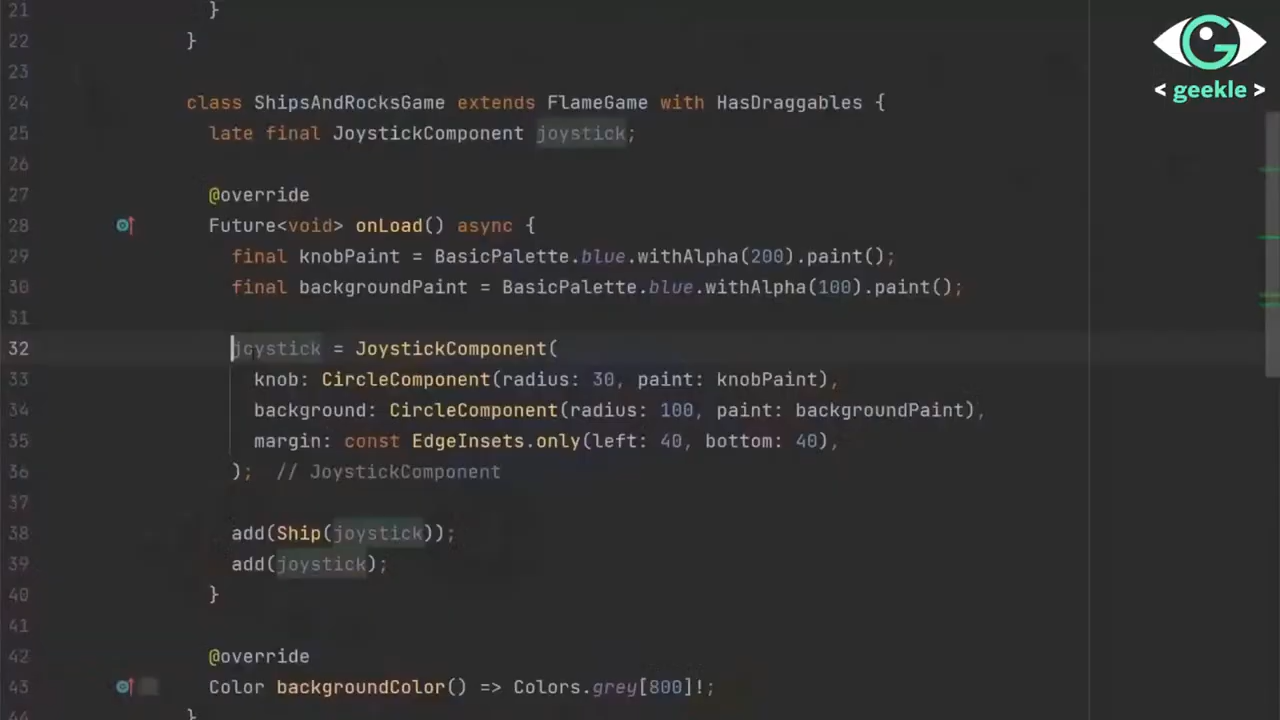 21 }
22 }
23
24 class ShipsAndRocksGame extends FlameGame with HasDraggables {
25 late final JoystickComponent joystick;
26
27 @override
28 Future<void> onLoad() async {
29 final knobPaint = BasicPalette.blue.withAlpha(200).paint();
30 final backgroundPaint = BasicPalette.blue.withAlpha(100).paint();
31
32 joystick = JoystickComponent(
33 knob: CircleComponent(radius: 30, paint: knobPaint),
34 background: CircleComponent(radius: 100, paint: backgroundPaint),
35 margin: const EdgeInsets.only(left: 40, bottom: 40),
36 ); // JoystickComponent
37
38 add(Ship(joystick));
39 add(joystick);
40 }
41
42 @override
43 Color backgroundColor() => Colors.grey[800]!;
44 }
G
< geekle >